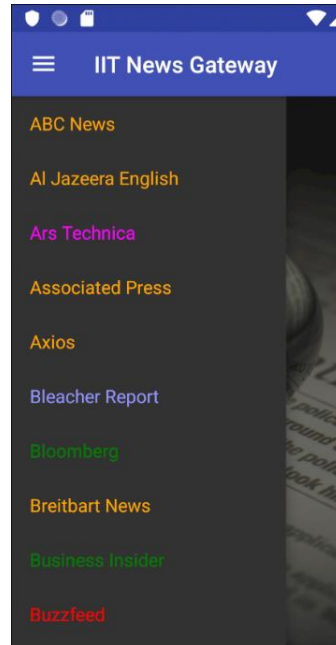 IIT News Gateway
ABC News
Al Jazeera English
Ars Technica
Associated Press
Axios
Bleacher Report
Bloomberg
Breitbart News
Business Insider
Buzzfeed